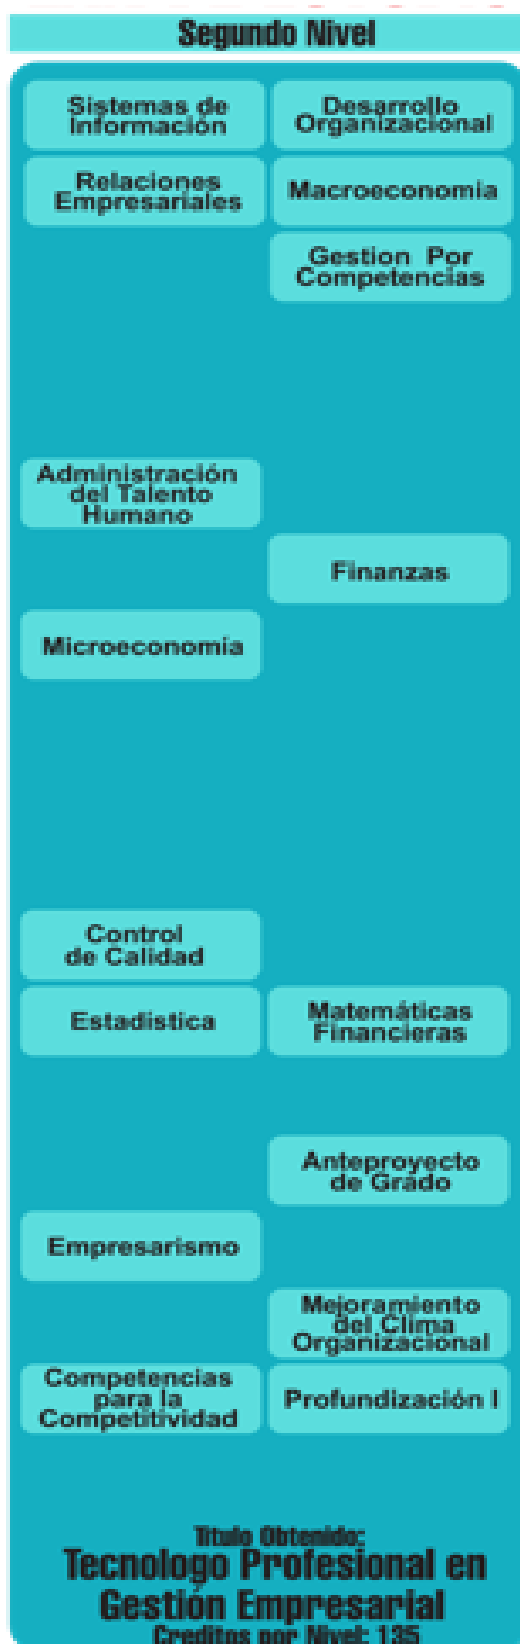 Segundo Nivel
Sistemas de
Información
Desarrollo
Organizacional
Relaciones
Empresariales
Macroeconomia
Gestion Por
Competencias
Administración
del Talento
Humano
Finanzas
Microeconomía
Control
de Calidad
Estadistica
Matemáticas
Financieras
Anteproyecto
de Grado
Empresarismo
Mejoramiento
del Clima
Organizacional
Competencias
para la
Competitividad
Profundización I
Titulo Obtenido:
Tecnologo Profesional en
Gestión Empresarial
Creditos por Nivel: 135